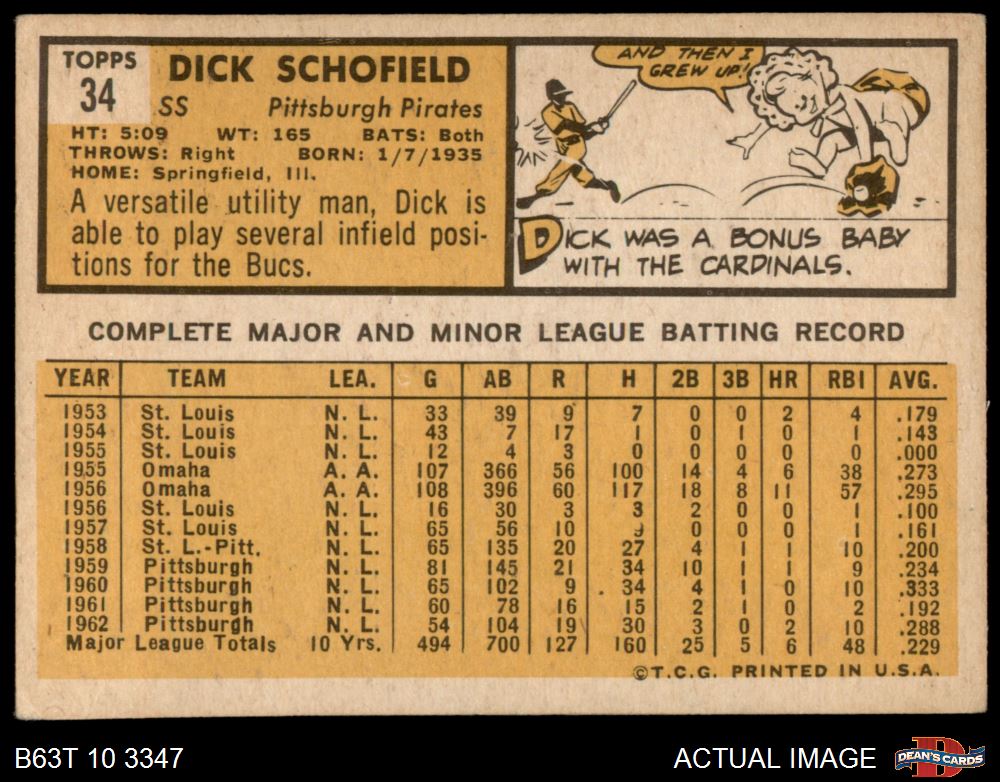 TOPPS
34
DICK SCHOFIELD
SS Pittsburgh Pirates
HT: 5:09 WT: 165 BATS: Both
THROWS: Right BORN: 1/7/1935
HOME: Springfield, Ill.
A versatile utility man, Dick is
able to play several infield posi-
tions for the Bucs.
AND THEN I
GREW UP!
DICK WAS A BONUS BABY
WITH THE CARDINALS.
COMPLETE MAJOR AND MINOR LEAGUE BATTING RECORD
YEAR TEAM LEA. G AB R H 2B 3B HR RBI AVG.
1953 St. Louis N. L. 33 39 9 7 0 0 2 4 .179
1954 St. Louis N. L. 43 7 17 1 0 1 0 1 .143
1955 St. Louis N. L. 12 4 3 0 0 0 0 0 .000
1955 Omaha A. A. 107 366 56 100 14 4 6 38 .273
1956 Omaha A. A. 108 396 60 117 18 8 11 57 .295
1956 St. Louis N. L. 16 30 3 3 2 0 0 1 .100
1957 St. Louis N. L. 65 56 10 0 0 0 1 .161
1958 St. L.-Pitt. N. L. 65 135 20 27 4 1 1 10 .200
1959 Pittsburgh N. L. 81 145 21 34 10 1 1 9 .234
1960 Pittsburgh N. L. 65 102 9 34 4 1 0 10 .333
1961 Pittsburgh N. L. 60 78 16 15 2 1 0 2 .192
1962 Pittsburgh N. L. 54 104 19 30 3 0 2 10 .288
Major League Totals 10 Yrs. 494 700 127 160 25 5 6 48 .229
©T.C.G. PRINTED IN U.S.A.
B63T 10 3347 ACTUAL IMAGE
D
DEAN'S CARDS